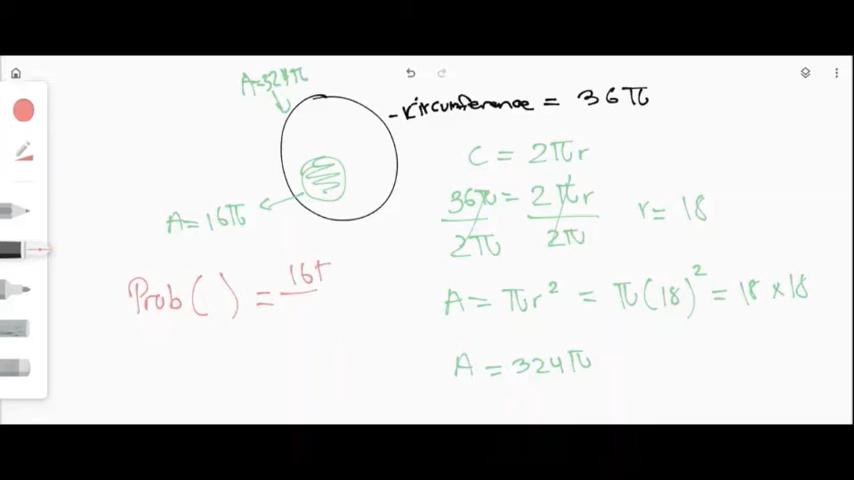 A=324π
circumference = 36π
C = 2πr
36π = 2πr
2π 2π
r = 18
A=16π
Prob( ) = 16π
A = πr² = π(18)² = 18 × 18
A = 324π